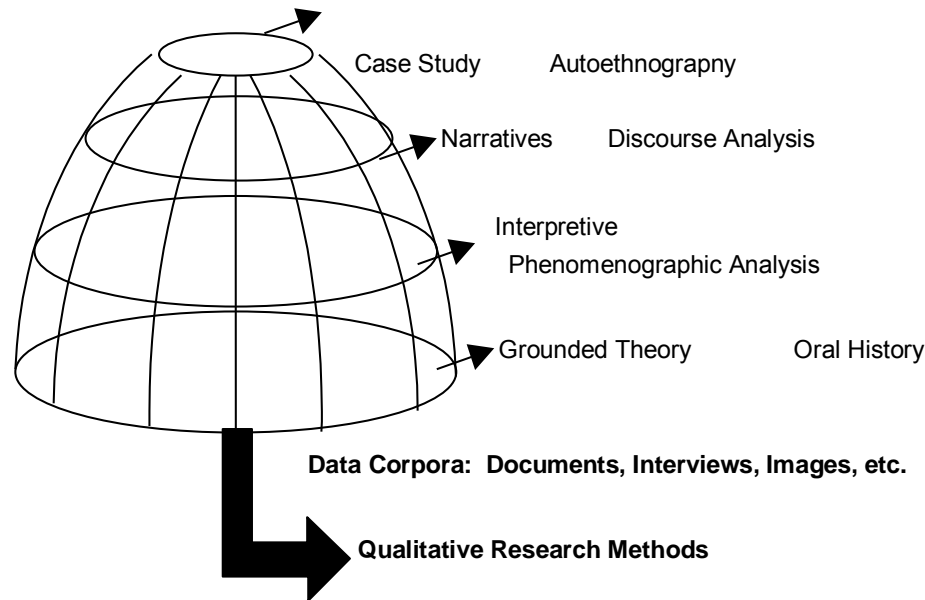 Case Study Autoethnograpny
Narratives Discourse Analysis
Interpretive
Phenomenographic Analysis
Grounded Theory Oral History
Data Corpora: Documents, Interviews, Images, etc.
Qualitative Research Methods